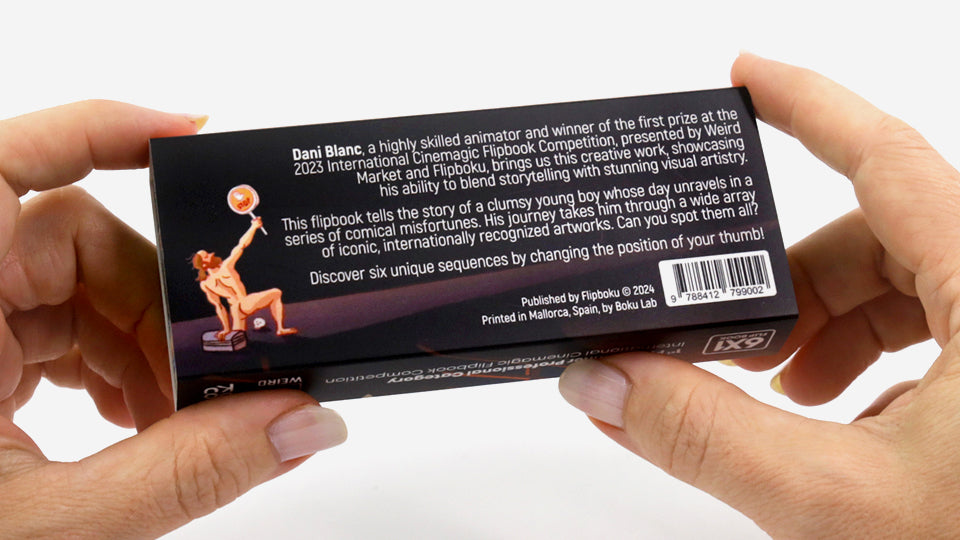 Dani Blanc, a highly skilled animator and winner of the first prize at the
2023 International Cinemagic Flipbook Competition, presented by Weird
Market and Flipboku, brings us this creative work, showcasing
his ability to blend storytelling with stunning visual artistry.
This flipbook tells the story of a clumsy young boy whose day unravels in a
series of comical misfortunes. His journey takes him through a wide array
of iconic, internationally recognized artworks. Can you spot them all?
Discover six unique sequences by changing the position of your thumb!
Published by Flipboku © 2024
Printed in Mallorca, Spain, by Boku Lab
9 788412 799002
6X1
FLIP BOOK
Professional Category
International Cinemagic Flipbook Competition
WEIRD